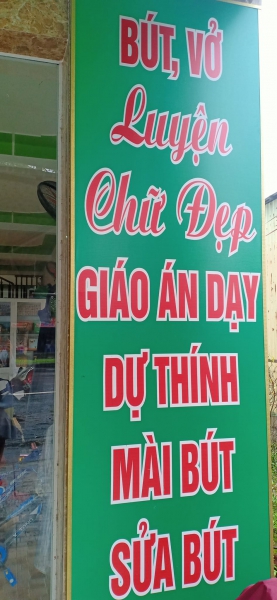 BÚT, VỞ
Luyện
Chữ Đẹp
GIÁO ÁN DẠY
DỰ THÍNH
MÀI BÚT
SỬA BÚT